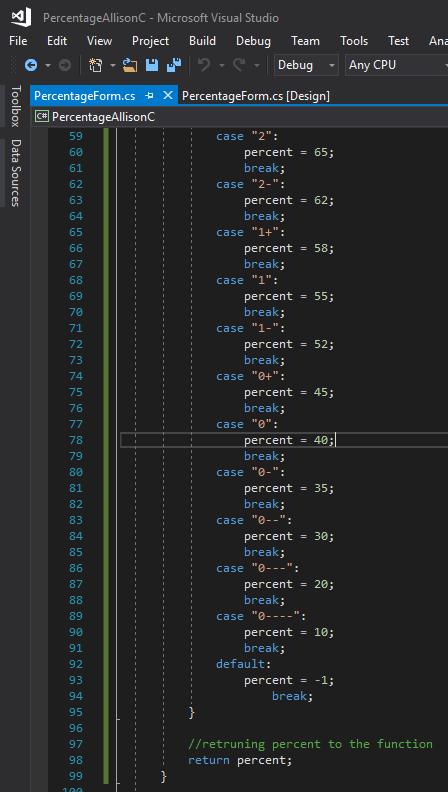 PercentageAllisonC - Microsoft Visual Studio
File Edit View Project Build Debug Team Tools Test Ana
Debug Any CPU
PercentageForm.cs PercentageForm.cs [Design]
C# PercentageAllisonC
Toolbox
Data Sources
59 case "2":
60 percent = 65;
61 break;
62 case "2-":
63 percent = 62;
64 break;
65 case "1+":
66 percent = 58;
67 break;
68 case "1":
69 percent = 55;
70 break;
71 case "1-":
72 percent = 52;
73 break;
74 case "0+":
75 percent = 45;
76 break;
77 case "0":
78 percent = 40;
79 break;
80 case "0-":
81 percent = 35;
82 break;
83 case "0--":
84 percent = 30;
85 break;
86 case "0---":
87 percent = 20;
88 break;
89 case "0----":
90 percent = 10;
91 break;
92 default:
93 percent = -1;
94 break;
95 }
96
97 //retruning percent to the function
98 return percent;
99 }
100